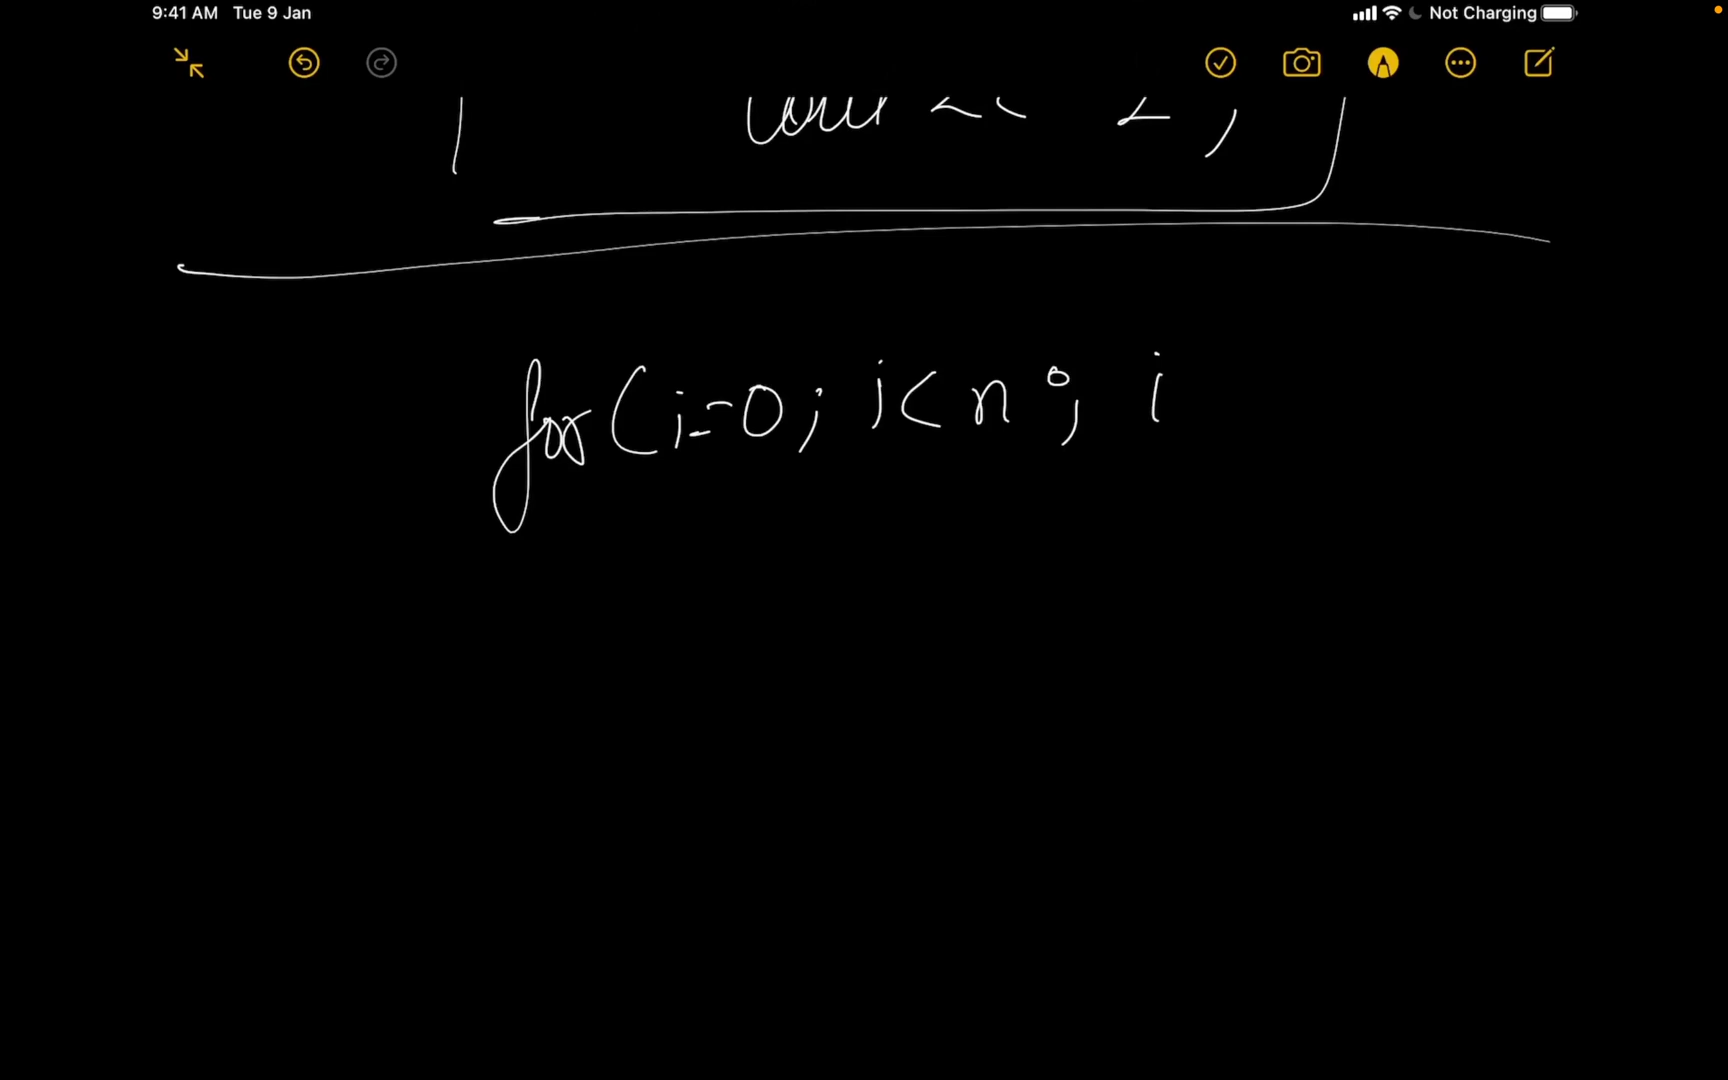 9:41 AM Tue 9 Jan Not Charging
for(i=0; i<n; i